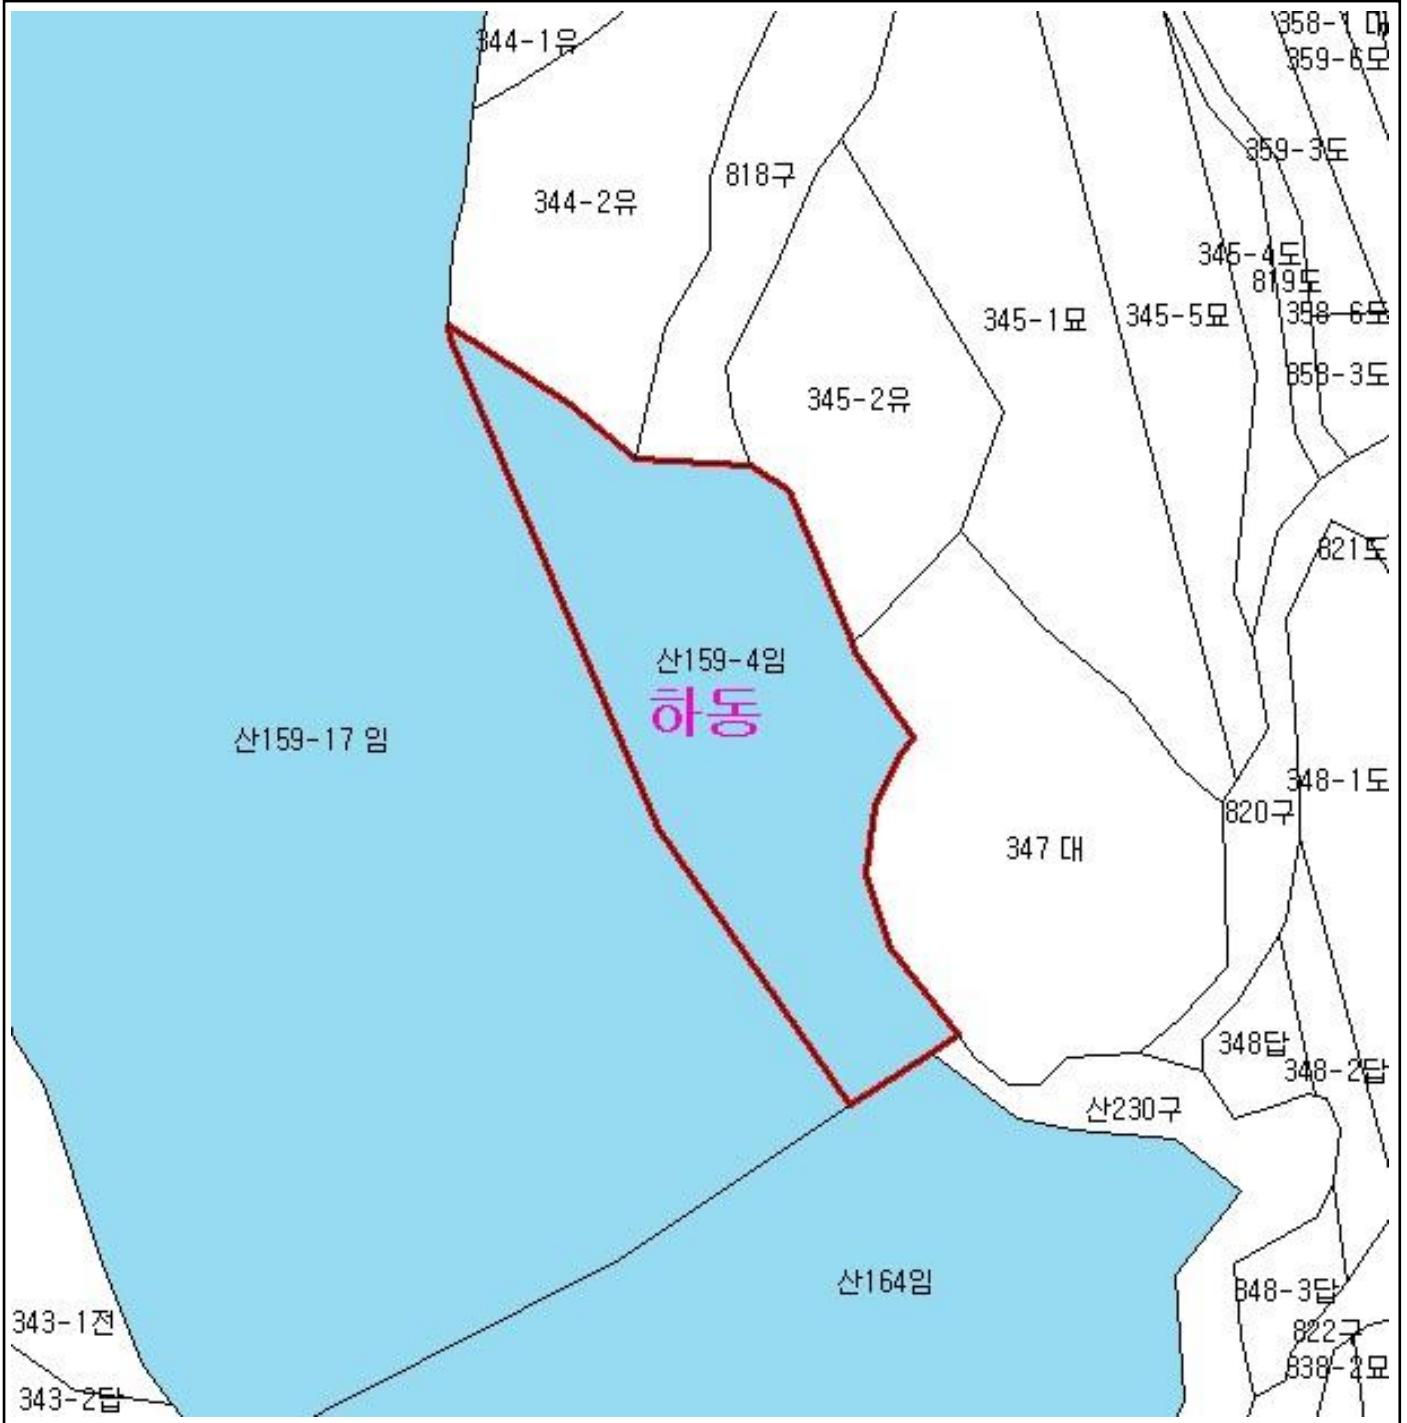 344-1유
358-1 대
359-6도
359-3도
818구
344-2유
345-4도
819도
358-6도
345-1묘
345-5묘
358-3도
345-2유
821도
산159-4임
하동
산159-17 임
348-1도
820구
347 대
348답
348-2답
산230구
산164임
348-3답
343-1전
822구
838-2묘
343-2답